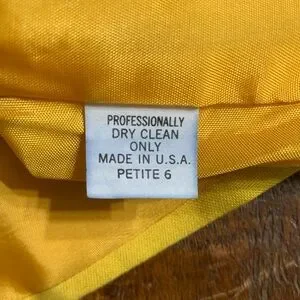 PROFESSIONALLY
DRY CLEAN
ONLY
MADE IN U.S.A.
PETITE 6